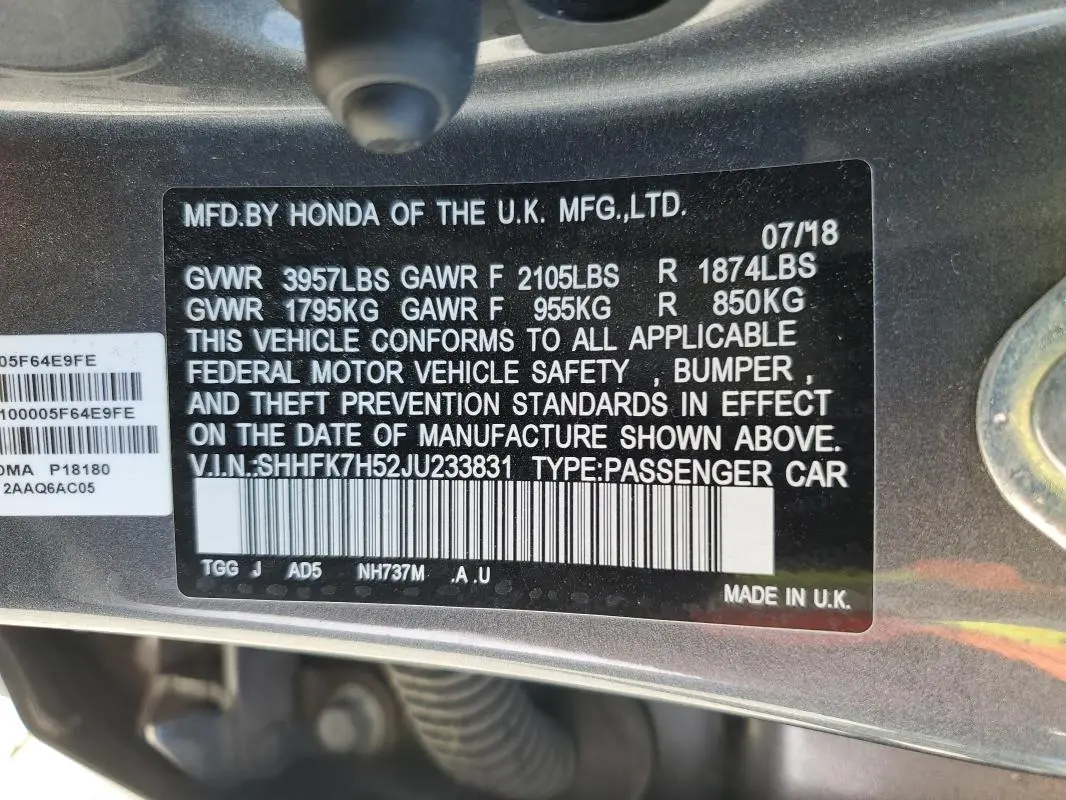 MFD.BY HONDA OF THE U.K. MFG.,LTD.
07/18
GVWR 3957LBS GAWR F 2105LBS R 1874LBS
GVWR 1795KG GAWR F 955KG R 850KG
THIS VEHICLE CONFORMS TO ALL APPLICABLE
FEDERAL MOTOR VEHICLE SAFETY , BUMPER ,
AND THEFT PREVENTION STANDARDS IN EFFECT
ON THE DATE OF MANUFACTURE SHOWN ABOVE.
V.I.N.:SHHFK7H52JU233831 TYPE:PASSENGER CAR
TGG J AD5 NH737M .A .U
MADE IN U.K.
05F64E9FE
100005F64E9FE
DMA P18180
2AAQ6AC05